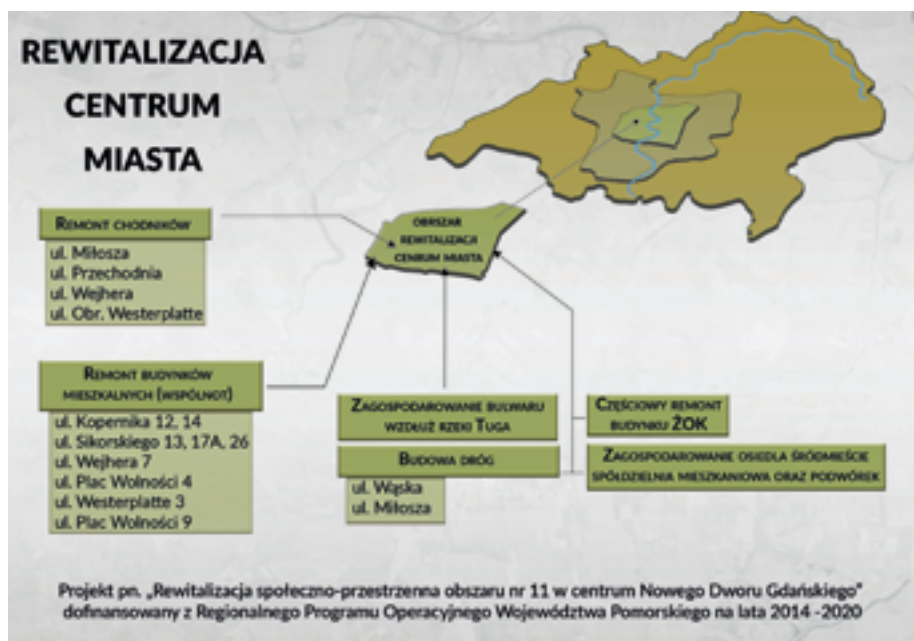 REWITALIZACJA
CENTRUM
MIASTA
OBRSZAR
REWITALIZACJI
CENTRUM MIASTA
REMONT CHODNIKÓW
ul. Miłosza
ul. Przechodnia
ul. Wejhera
ul. Obr. Westerplatte
REMONT BUDYNKÓW
MIESZKALNYCH (WSPÓLNOT)
ul. Kopernika 12, 14
ul. Sikorskiego 13, 17A, 26
ul. Wejhera 7
ul. Plac Wolności 4
ul. Westerplatte 3
ul. Plac Wolności 9
ZAGOSPODAROWANIE BULWARU
WZDŁUŻ RZEKI TUGA
BUDOWA DRÓG
ul. Wąska
ul. Miłosza
CZĘŚCIOWY REMONT
BUDYNKU ŻOK
ZAGOSPODAROWANIE OSIEDLA ŚRÓDMIEŚCIE
SPÓŁDZIELNIA MIESZKANIOWA ORAZ PODWÓREK
Projekt pn. „Rewitalizacja społeczno-przestrzenna obszaru nr 11 w centrum Nowego Dworu Gdańskiego"
dofinansowany z Regionalnego Programu Operacyjnego Województwa Pomorskiego na lata 2014 -2020